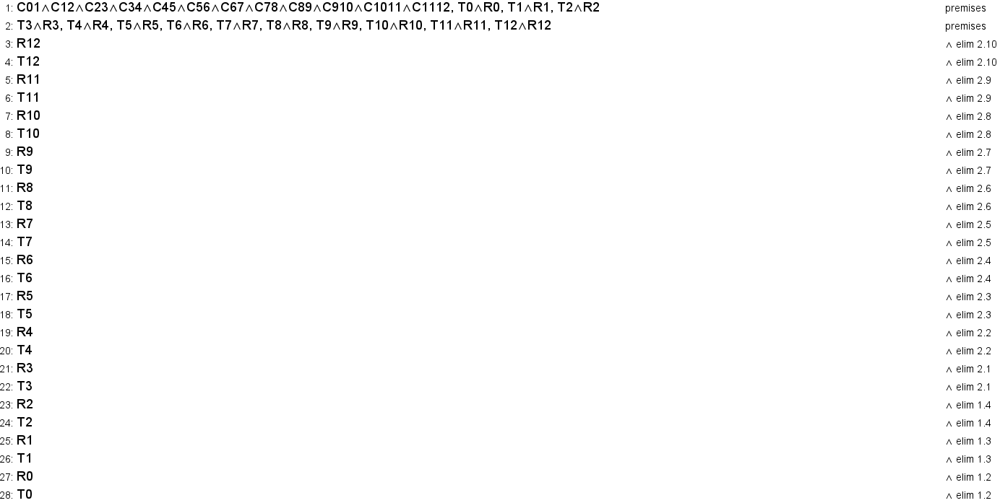 1: C01∧C12∧C23∧C34∧C45∧C56∧C67∧C78∧C89∧C910∧C1011∧C1112, T0∧R0, T1∧R1, T2∧R2 premises
2: T3∧R3, T4∧R4, T5∧R5, T6∧R6, T7∧R7, T8∧R8, T9∧R9, T10∧R10, T11∧R11, T12∧R12 premises
3: R12 ∧ elim 2.10
4: T12 ∧ elim 2.10
5: R11 ∧ elim 2.9
6: T11 ∧ elim 2.9
7: R10 ∧ elim 2.8
8: T10 ∧ elim 2.8
9: R9 ∧ elim 2.7
10: T9 ∧ elim 2.7
11: R8 ∧ elim 2.6
12: T8 ∧ elim 2.6
13: R7 ∧ elim 2.5
14: T7 ∧ elim 2.5
15: R6 ∧ elim 2.4
16: T6 ∧ elim 2.4
17: R5 ∧ elim 2.3
18: T5 ∧ elim 2.3
19: R4 ∧ elim 2.2
20: T4 ∧ elim 2.2
21: R3 ∧ elim 2.1
22: T3 ∧ elim 2.1
23: R2 ∧ elim 1.4
24: T2 ∧ elim 1.4
25: R1 ∧ elim 1.3
26: T1 ∧ elim 1.3
27: R0 ∧ elim 1.2
28: T0 ∧ elim 1.2